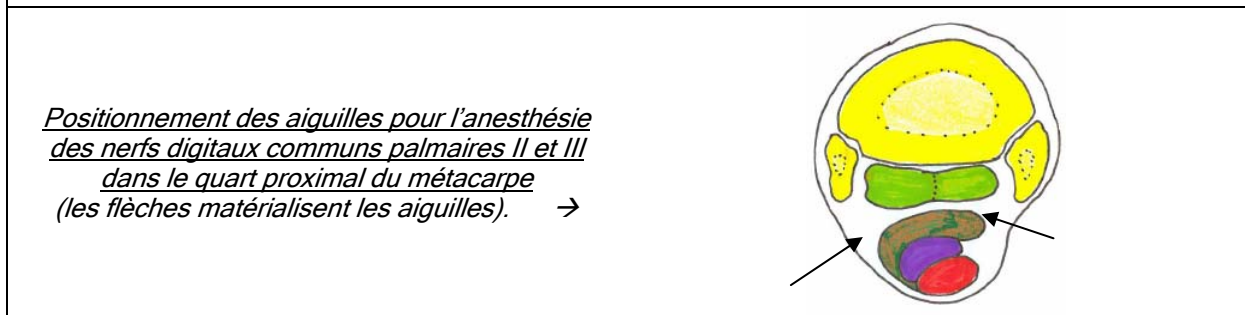 Positionnement des aiguilles pour l'anesthésie
des nerfs digitaux communs palmaires II et III
dans le quart proximal du métacarpe
(les flèches matérialisent les aiguilles). →